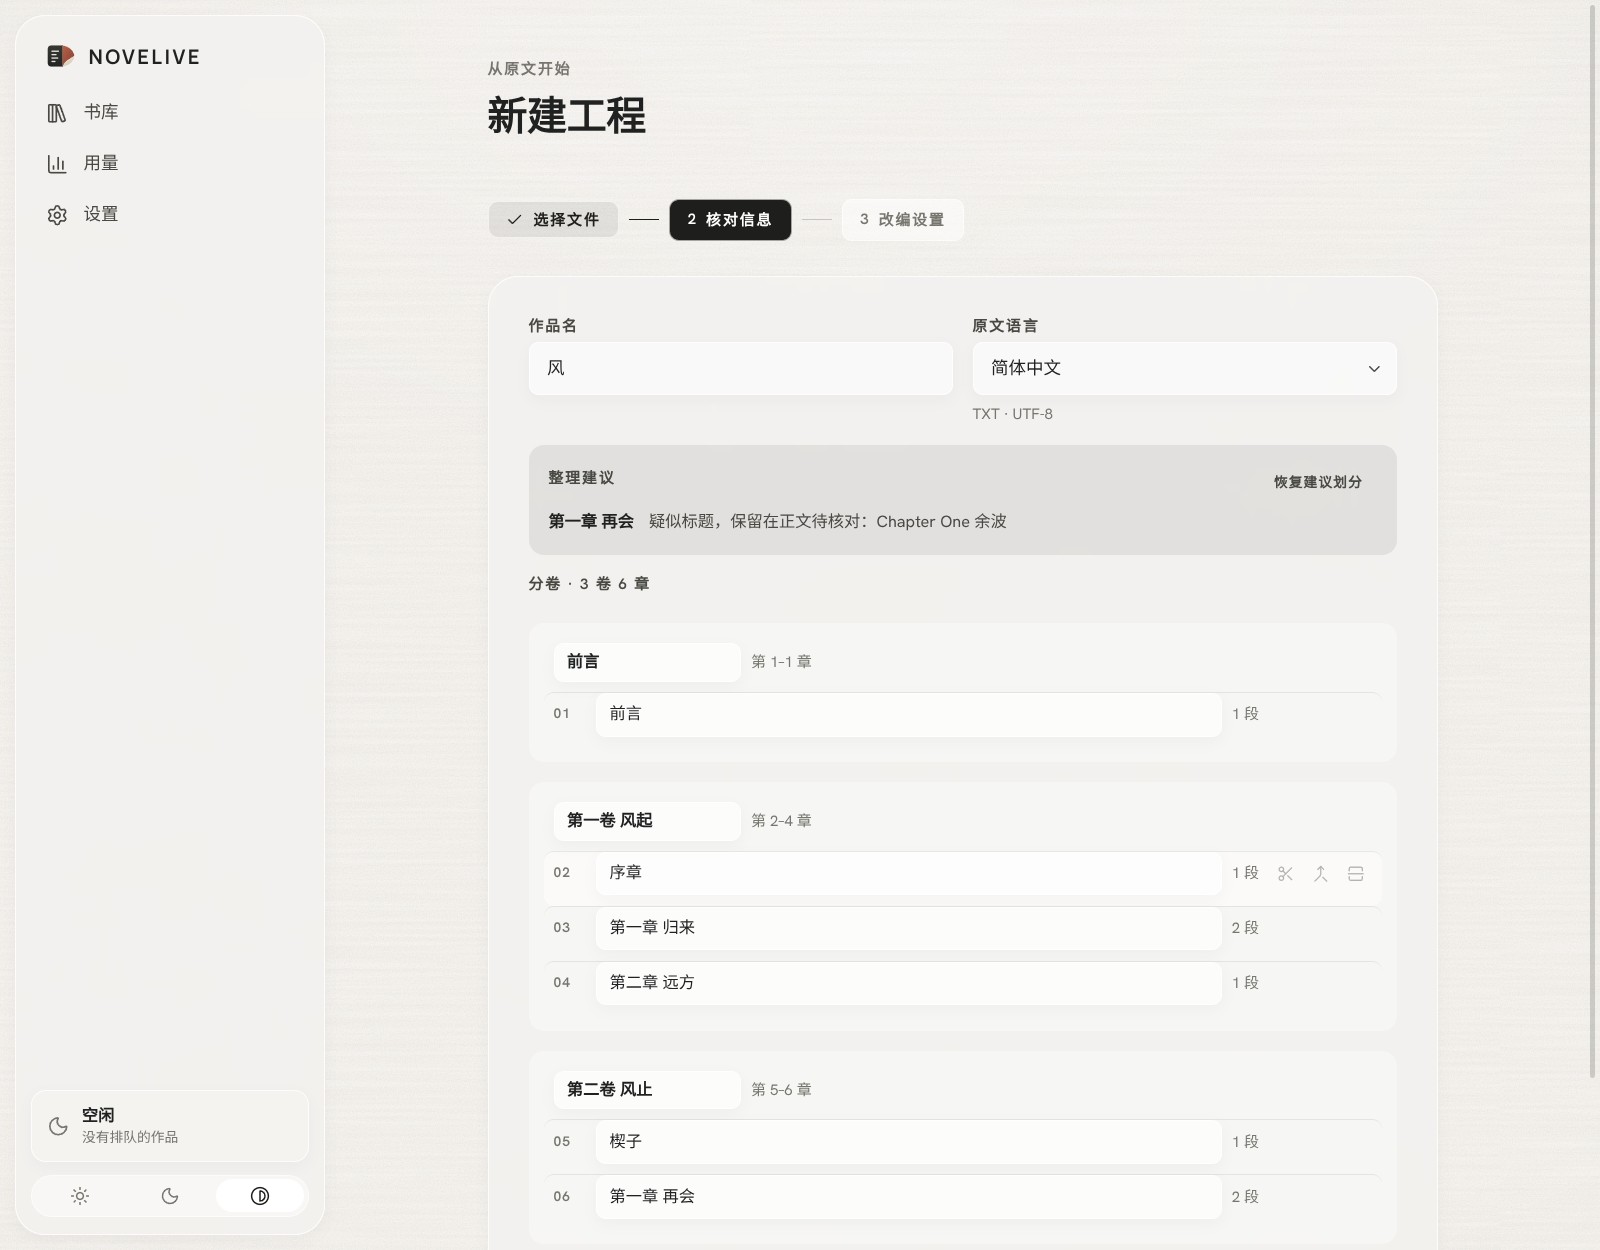 NOVELIVE
书库
用量
设置
空闲
没有排队的作品
从原文开始
新建工程
选择文件
2 核对信息
3 改编设置
作品名
原文语言
风
简体中文
TXT · UTF-8
整理建议
恢复建议划分
第一章 再会 疑似标题，保留在正文待核对：Chapter One 余波
分卷 · 3 卷 6 章
前言 第 1-1 章
01 前言 1 段
第一卷 风起 第 2-4 章
02 序章 1 段
03 第一章 归来 2 段
04 第二章 远方 1 段
第二卷 风止 第 5-6 章
05 楔子 1 段
06 第一章 再会 2 段